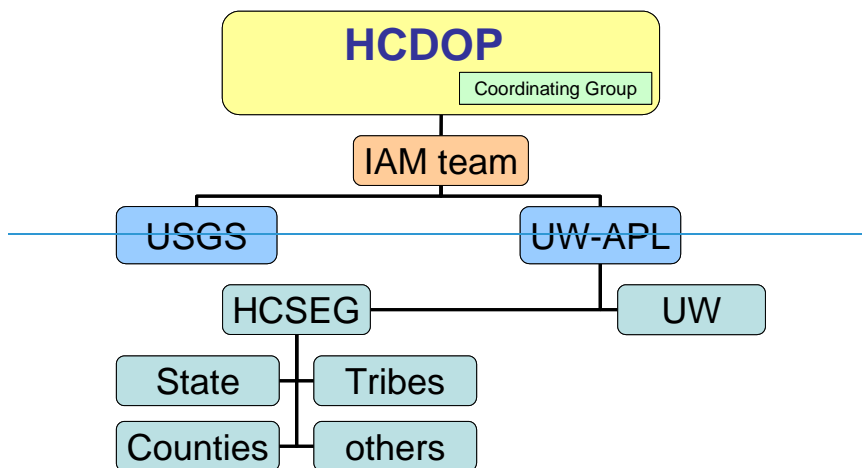 HCDOP
Coordinating Group
IAM team
USGS
UW-APL
HCSEG
UW
State
Tribes
Counties
others